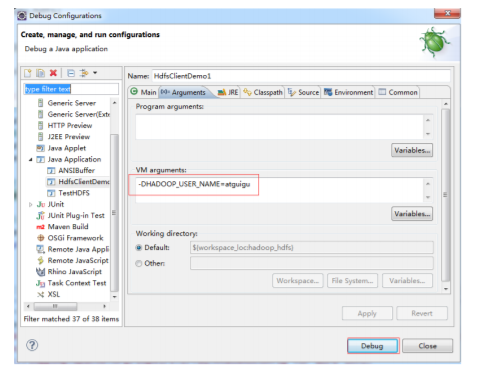 Debug Configurations
Create, manage, and run configurations
Debug a Java application
type filter text
Generic Server
Generic Server(Exte
HTTP Preview
J2EE Preview
Java Applet
Java Application
ANSIBuffer
HdfsClientDemo
TestHDFS
JUnit
JUnit Plug-in Test
Maven Build
OSGi Framework
Remote Java Appli
Remote JavaScript
Rhino JavaScript
Task Context Test
XSL
Filter matched 37 of 38 items
Name: HdfsClientDemo1
Main Arguments JRE Classpath Source Environment Common
Program arguments:
Variables...
VM arguments:
-DHADOOP_USER_NAME=atguigu
Variables...
Working directory:
Default: ${workspace_loc:hadoop_hdfs}
Other:
Workspace... File System... Variables...
Apply Revert
Debug Close